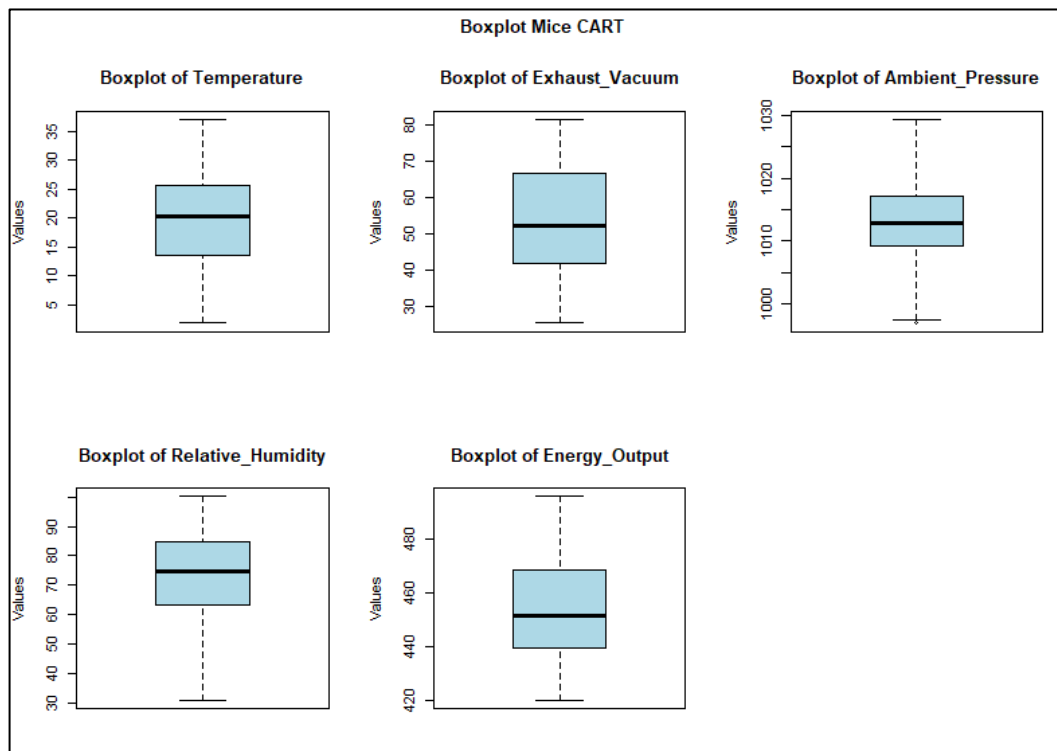 Boxplot Mice CART
Boxplot of Temperature
Values
35
30
25
20
15
10
5
Boxplot of Exhaust_Vacuum
Values
80
70
60
50
40
30
Boxplot of Ambient_Pressure
Values
1030
1020
1010
1000
Boxplot of Relative_Humidity
Values
90
80
70
60
50
40
30
Boxplot of Energy_Output
Values
480
460
440
420